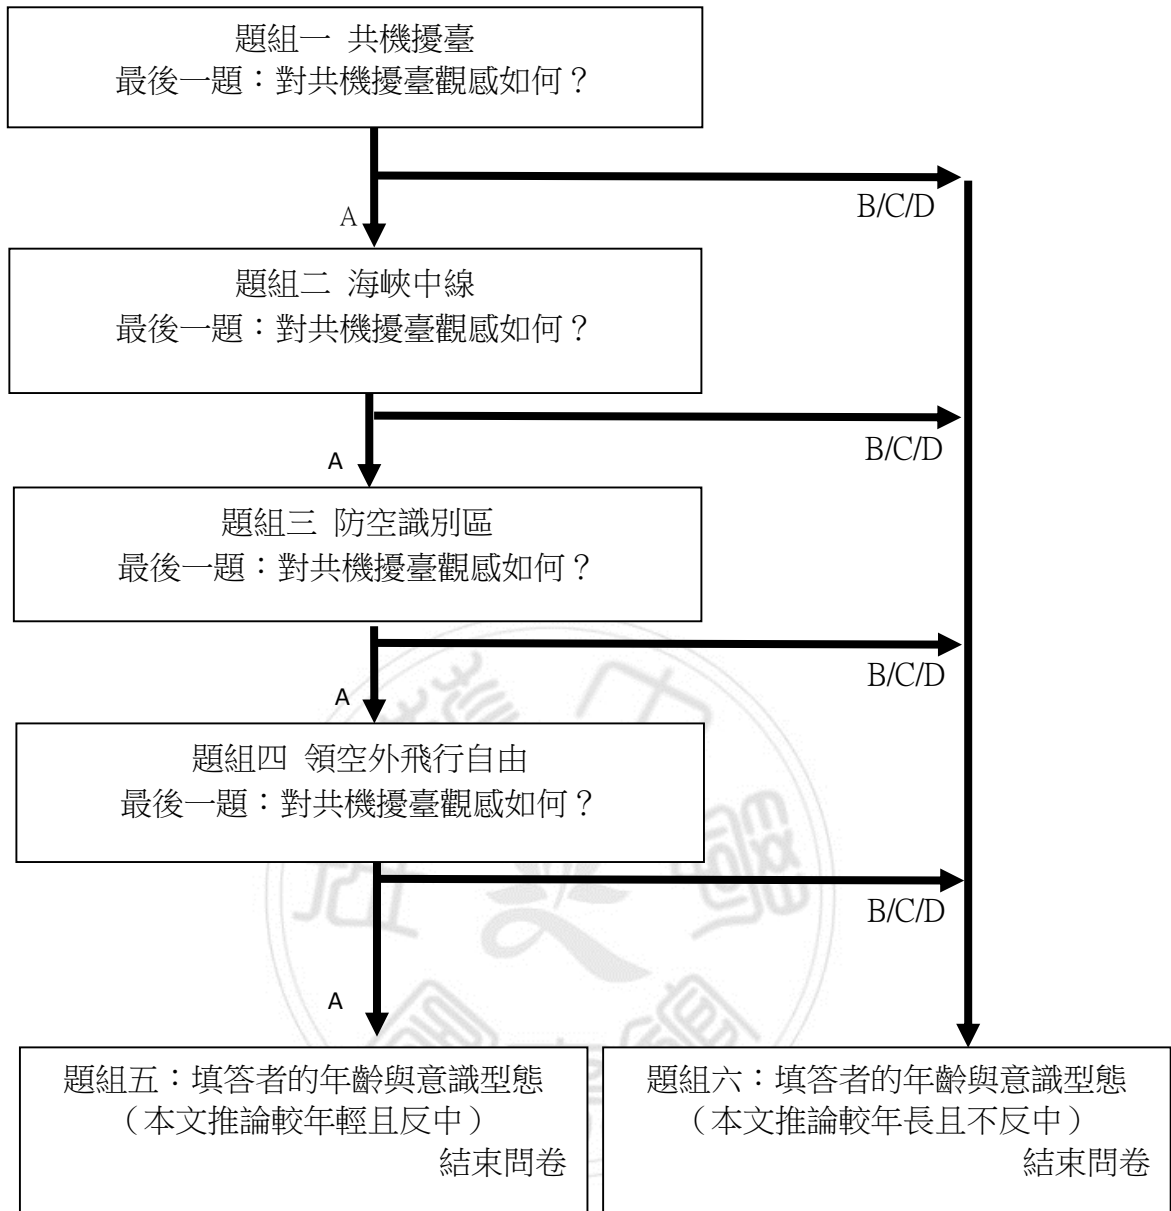 題組一 共機擾臺
最後一題：對共機擾臺觀感如何？
B/C/D
A
題組二 海峽中線
最後一題：對共機擾臺觀感如何？
B/C/D
A
題組三 防空識別區
最後一題：對共機擾臺觀感如何？
B/C/D
A
題組四 領空外飛行自由
最後一題：對共機擾臺觀感如何？
B/C/D
A
題組五：填答者的年齡與意識型態
（本文推論較年輕且反中）
結束問卷
題組六：填答者的年齡與意識型態
（本文推論較年長且不反中）
結束問卷